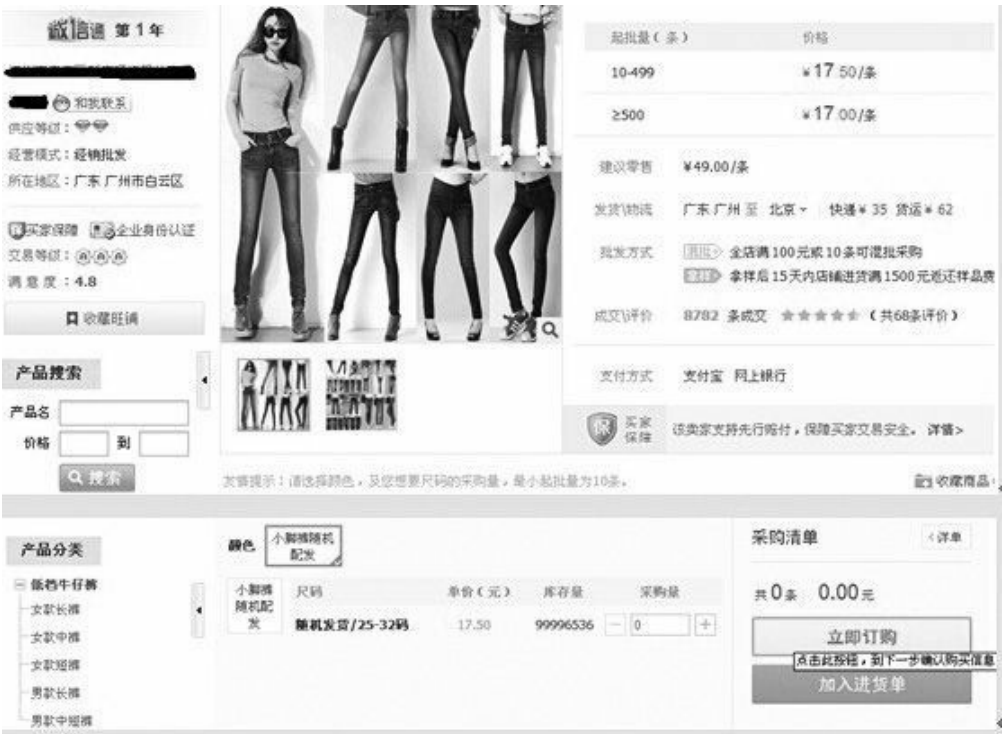 诚信通 第1年
和我联系
供应等级：
经营模式：经销批发
所在地区：广东 广州市白云区
买家保障 企业身份认证
交易等级：
满意度：4.8
收藏旺铺
产品搜索
产品名
价格 到
搜索
起批量（条） 价格
10-499 ¥17.50/条
≥500 ¥17.00/条
建议零售 ¥49.00/条
发货\物流 广东 广州 至 北京 快递¥ 35 货运¥ 62
批发方式 混批 全店满100元或10条可混批采购
拿样 拿样后15天内店铺进货满1500元返还样品费
成交\评价 8782 条成交 （共68条评价）
支付方式 支付宝 网上银行
保 买家保障 该卖家支持先行赔付，保障买家交易安全。 详情>
友情提示：请选择颜色，及您想要尺码的采购量，最小起批量为10条。
收藏商品
产品分类
低档牛仔裤
女款长裤
女款中裤
女款短裤
男款长裤
男款中短裤
颜色 小脚裤随机配发
小脚裤随机配发
尺码 单价（元） 库存量 采购量
随机发货/25-32码 17.50 99996536 － 0 +
采购清单 <详单
共0条 0.00元
立即订购
点击此按钮，到下一步确认购买信息
加入进货单